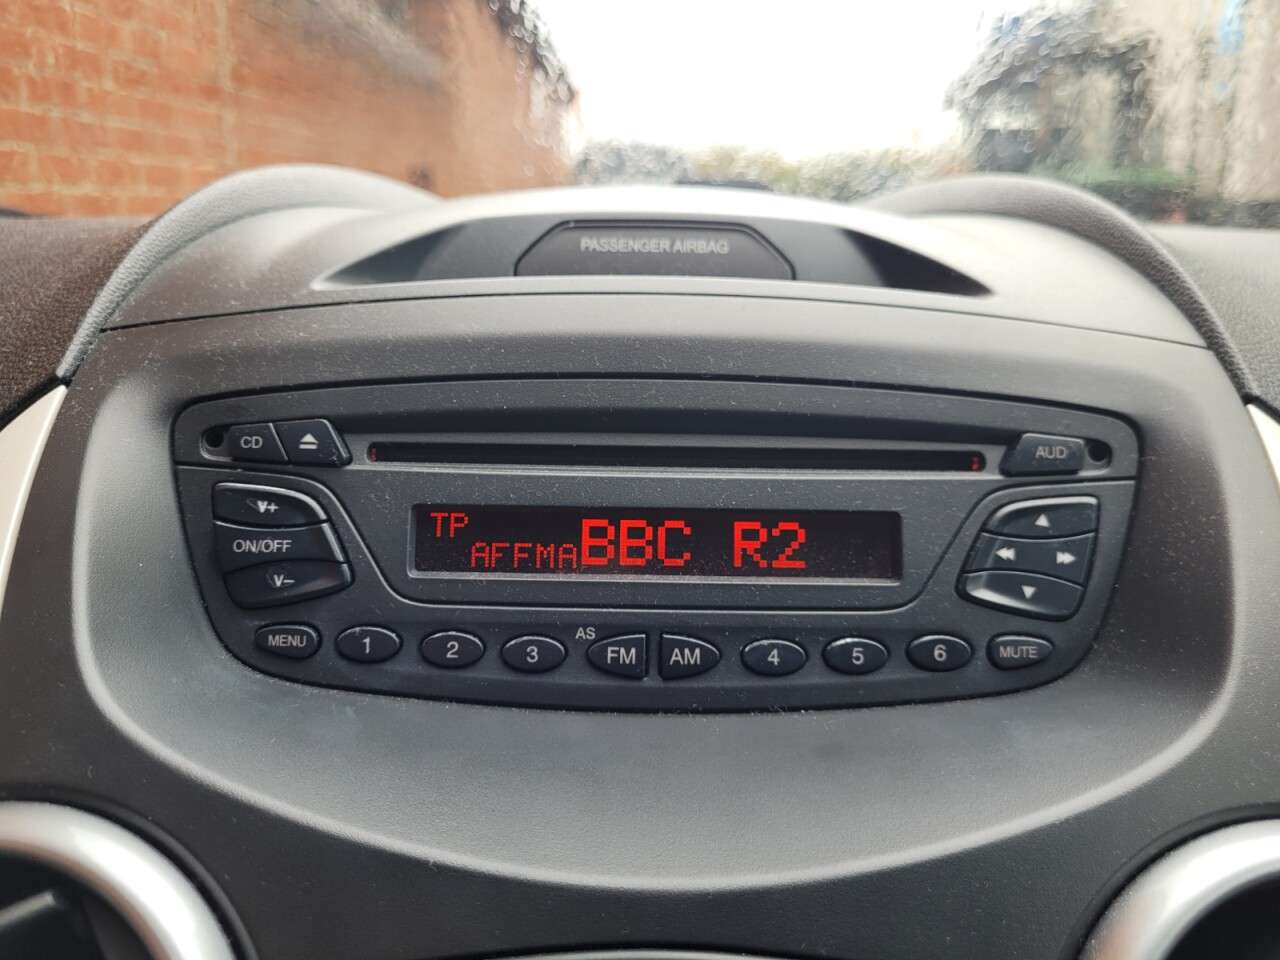 PASSENGER AIRBAG
CD
AUD
V+
ON/OFF
V-
TP
AFFMA BBC R2
MENU
1
2
3
AS
FM
AM
4
5
6
MUTE